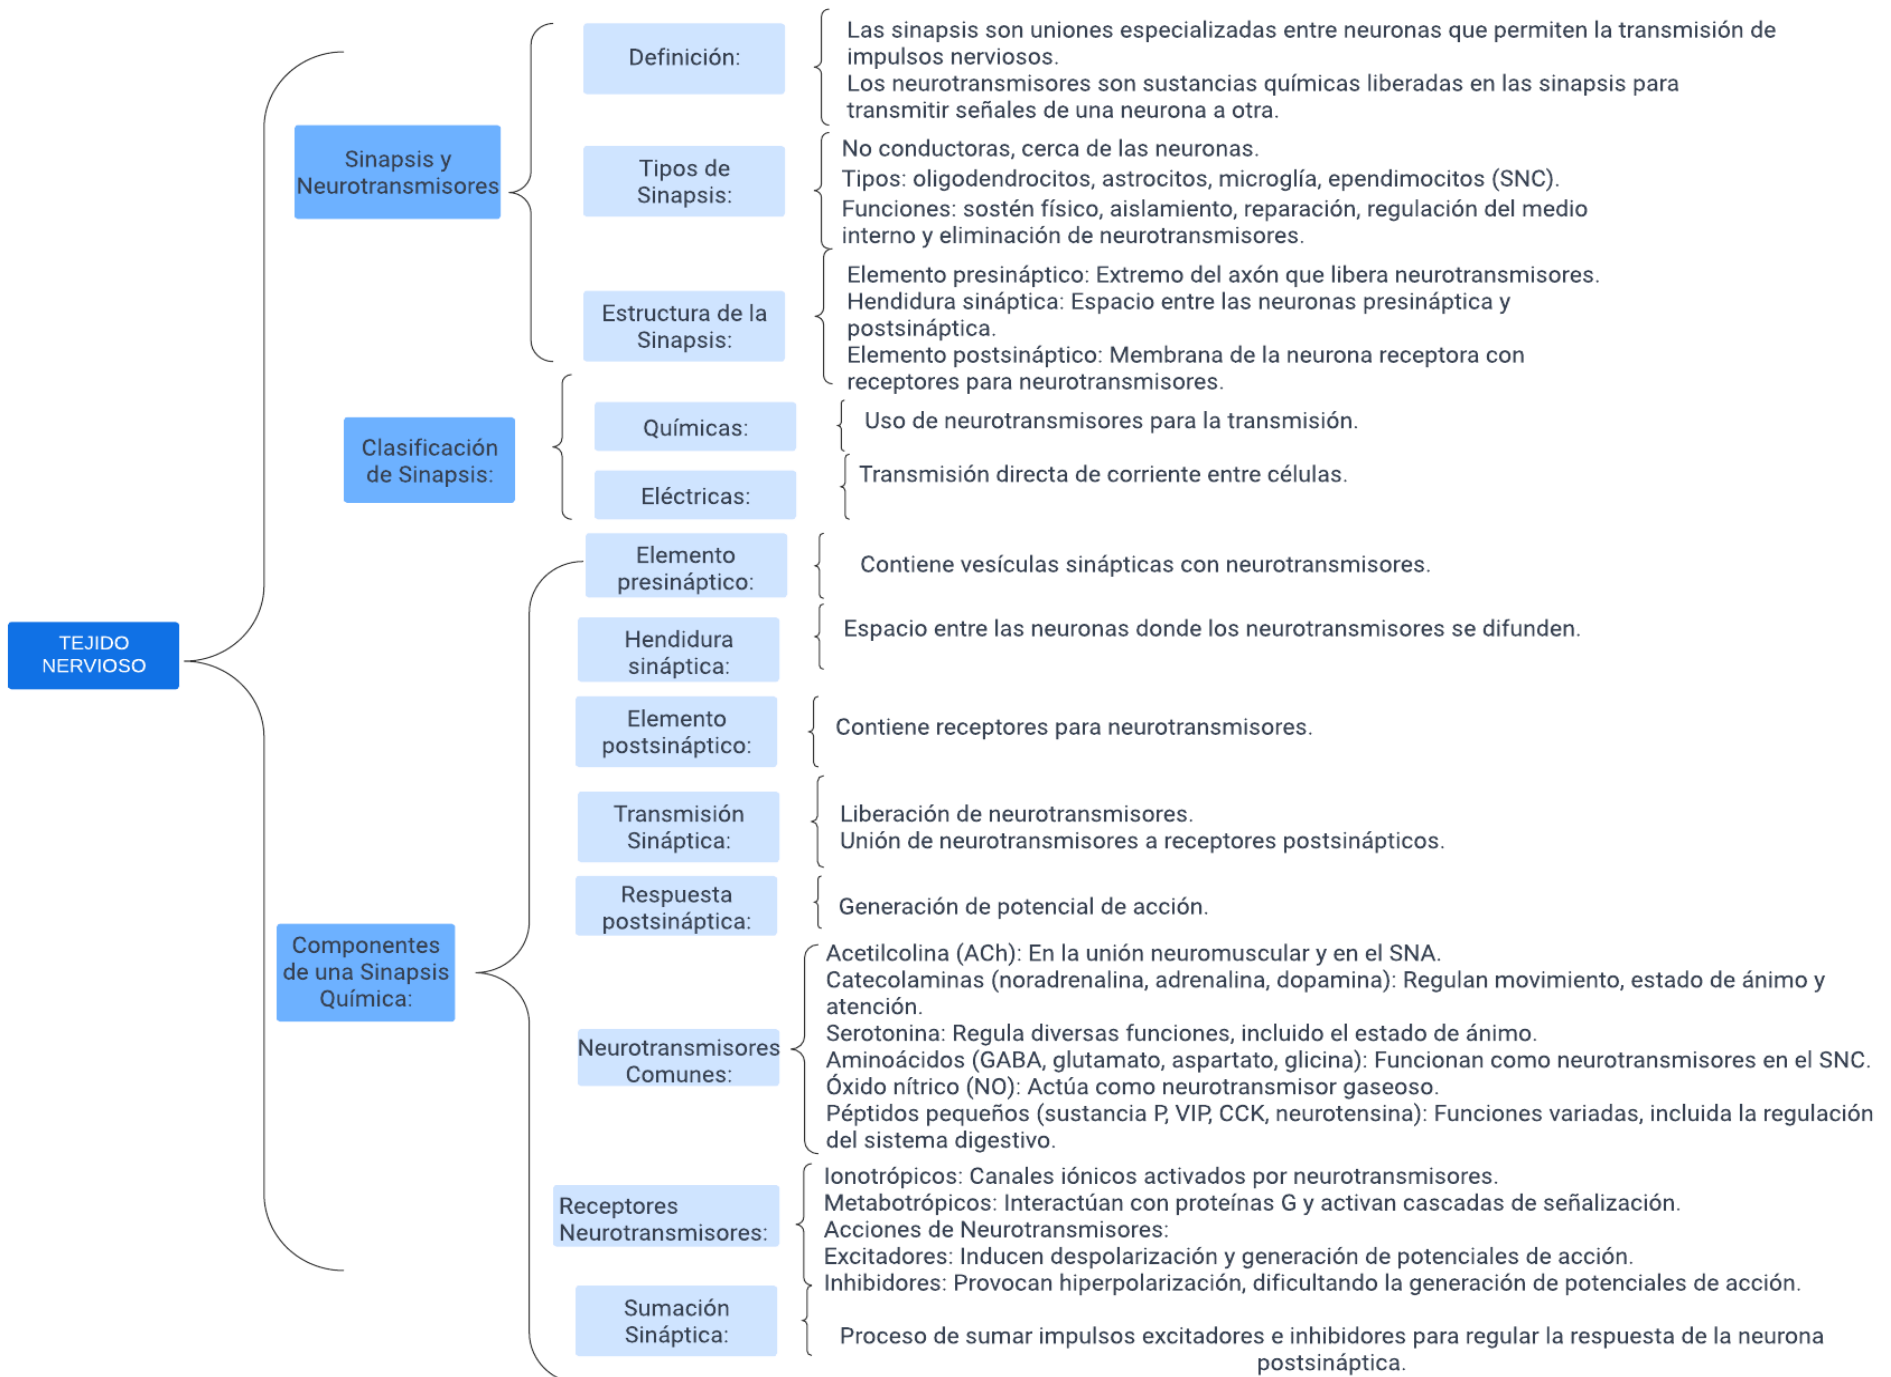 TEJIDO
NERVIOSO
Sinapsis y
Neurotransmisores
Definición:
Las sinapsis son uniones especializadas entre neuronas que permiten la transmisión de
impulsos nerviosos.
Los neurotransmisores son sustancias químicas liberadas en las sinapsis para
transmitir señales de una neurona a otra.
Tipos de
Sinapsis:
No conductoras, cerca de las neuronas.
Tipos: oligodendrocitos, astrocitos, microglía, ependimocitos (SNC).
Funciones: sostén físico, aislamiento, reparación, regulación del medio
interno y eliminación de neurotransmisores.
Estructura de la
Sinapsis:
Elemento presináptico: Extremo del axón que libera neurotransmisores.
Hendidura sináptica: Espacio entre las neuronas presináptica y
postsináptica.
Elemento postsináptico: Membrana de la neurona receptora con
receptores para neurotransmisores.
Clasificación
de Sinapsis:
Químicas:
Uso de neurotransmisores para la transmisión.
Eléctricas:
Transmisión directa de corriente entre células.
Componentes
de una Sinapsis
Química:
Elemento
presináptico:
Contiene vesículas sinápticas con neurotransmisores.
Hendidura
sináptica:
Espacio entre las neuronas donde los neurotransmisores se difunden.
Elemento
postsináptico:
Contiene receptores para neurotransmisores.
Transmisión
Sináptica:
Liberación de neurotransmisores.
Unión de neurotransmisores a receptores postsinápticos.
Respuesta
postsináptica:
Generación de potencial de acción.
Neurotransmisores
Comunes:
Acetilcolina (ACh): En la unión neuromuscular y en el SNA.
Catecolaminas (noradrenalina, adrenalina, dopamina): Regulan movimiento, estado de ánimo y
atención.
Serotonina: Regula diversas funciones, incluido el estado de ánimo.
Aminoácidos (GABA, glutamato, aspartato, glicina): Funcionan como neurotransmisores en el SNC.
Óxido nítrico (NO): Actúa como neurotransmisor gaseoso.
Péptidos pequeños (sustancia P, VIP, CCK, neurotensina): Funciones variadas, incluida la regulación
del sistema digestivo.
Receptores
Neurotransmisores:
Ionotrópicos: Canales iónicos activados por neurotransmisores.
Metabotrópicos: Interactúan con proteínas G y activan cascadas de señalización.
Acciones de Neurotransmisores:
Excitadores: Inducen despolarización y generación de potenciales de acción.
Inhibidores: Provocan hiperpolarización, dificultando la generación de potenciales de acción.
Sumación
Sináptica:
Proceso de sumar impulsos excitadores e inhibidores para regular la respuesta de la neurona
postsináptica.